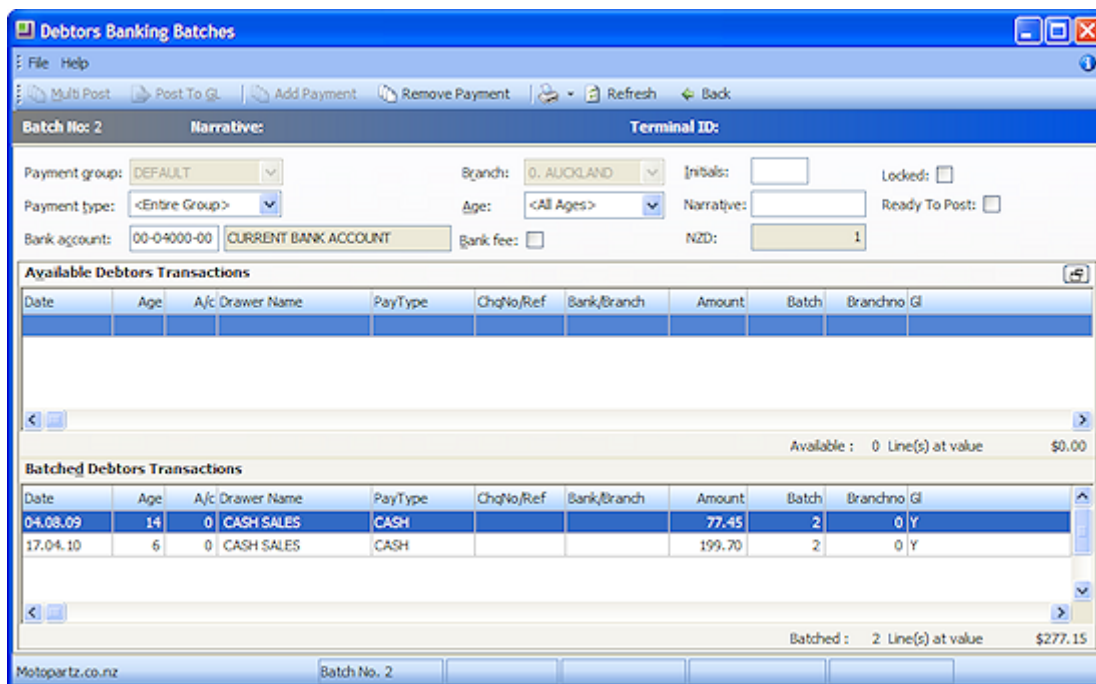 Debtors Banking Batches
File Help
Multi Post Post To GL Add Payment Remove Payment Refresh Back
Batch No: 2 Narrative: Terminal ID:
Payment group: DEFAULT Branch: 0. AUCKLAND Initials: Locked:
Payment type: <Entire Group> Age: <All Ages> Narrative: Ready To Post:
Bank account: 00-04000-00 CURRENT BANK ACCOUNT Bank fee: NZD: 1
Available Debtors Transactions
Date Age A/c Drawer Name PayType ChqNo/Ref Bank/Branch Amount Batch Branchno Gl
Available : 0 Line(s) at value $0.00
Batched Debtors Transactions
Date Age A/c Drawer Name PayType ChqNo/Ref Bank/Branch Amount Batch Branchno Gl
04.08.09 14 0 CASH SALES CASH 77.45 2 0 Y
17.04.10 6 0 CASH SALES CASH 199.70 2 0 Y
Batched : 2 Line(s) at value $277.15
Motopartz.co.nz Batch No. 2